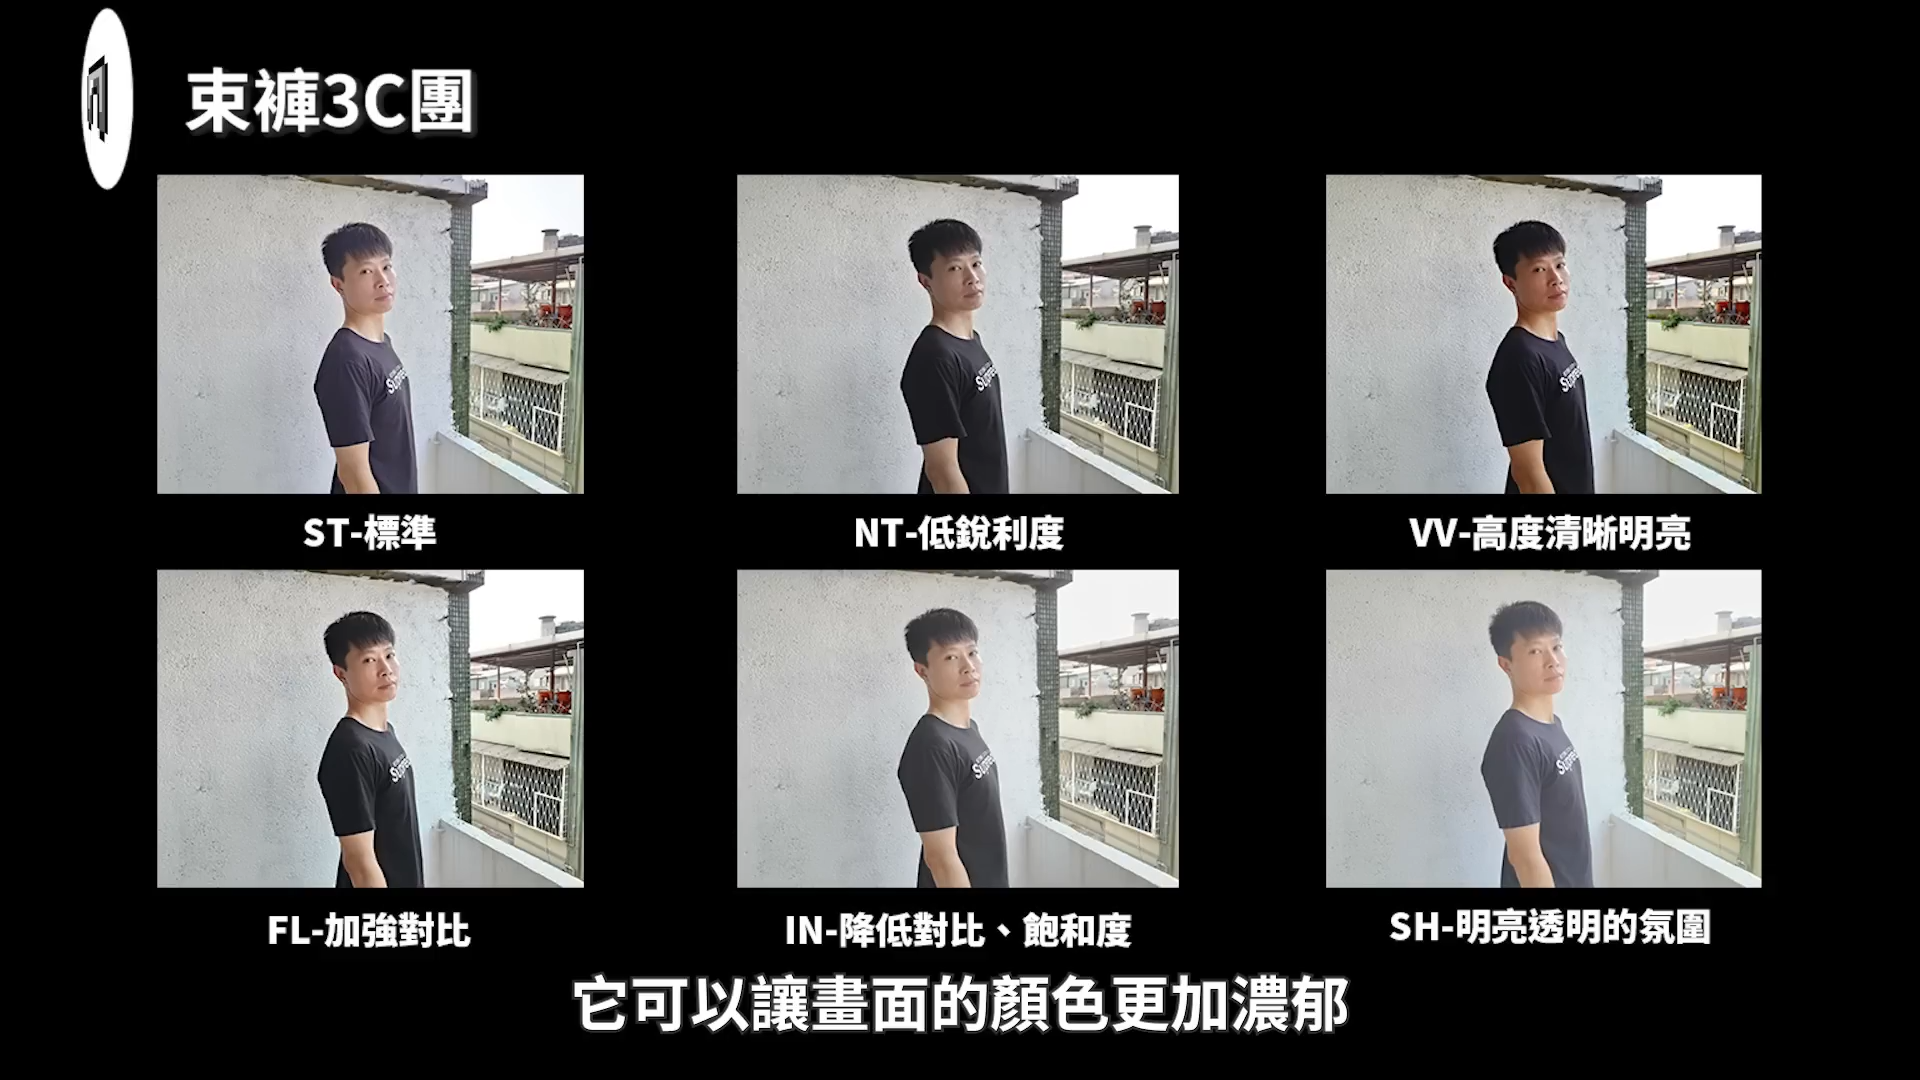 束褲3C團
ST-標準
NT-低銳利度
VV-高度清晰明亮
FL-加強對比
IN-降低對比、飽和度
SH-明亮透明的氛圍
它可以讓畫面的顏色更加濃郁